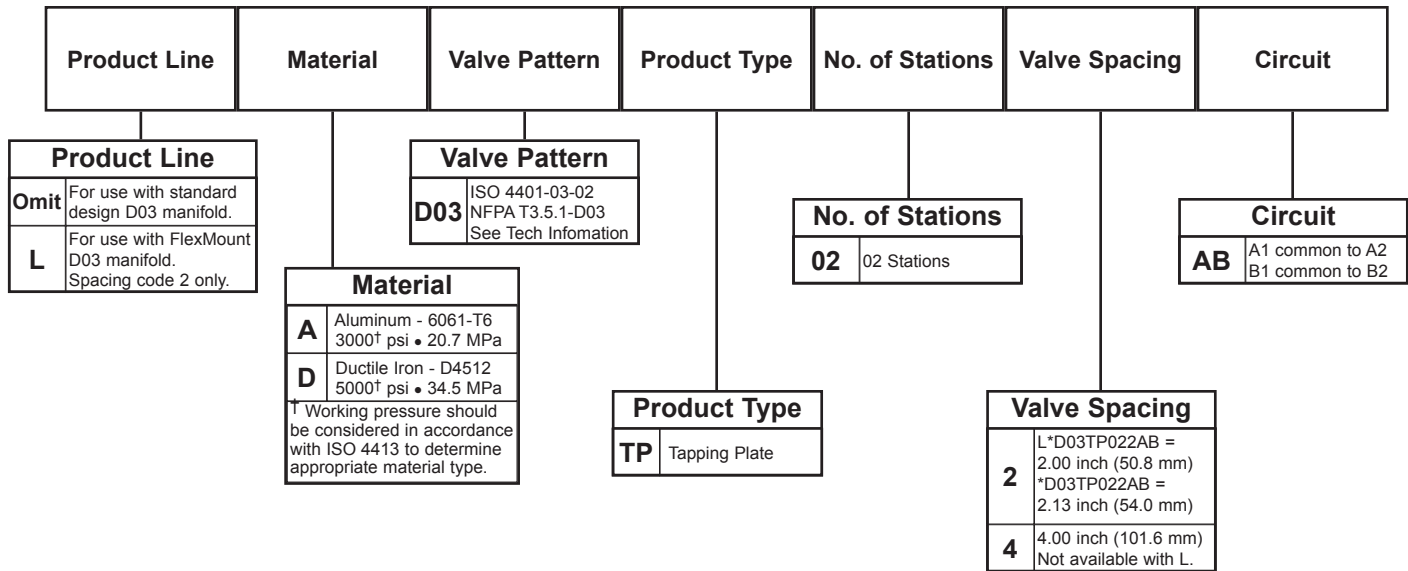 Product Line
Material
Valve Pattern
Product Type
No. of Stations
Valve Spacing
Circuit
Product Line
Omit
For use with standard
design D03 manifold.
L
For use with FlexMount
D03 manifold.
Spacing code 2 only.
Material
A
Aluminum - 6061-T6
3000† psi • 20.7 MPa
D
Ductile Iron - D4512
5000† psi • 34.5 MPa
† Working pressure should
be considered in accordance
with ISO 4413 to determine
appropriate material type.
Valve Pattern
D03
ISO 4401-03-02
NFPA T3.5.1-D03
See Tech Infomation
Product Type
TP
Tapping Plate
No. of Stations
02
02 Stations
Valve Spacing
2
L*D03TP022AB =
2.00 inch (50.8 mm)
*D03TP022AB =
2.13 inch (54.0 mm)
4
4.00 inch (101.6 mm)
Not available with L.
Circuit
AB
A1 common to A2
B1 common to B2